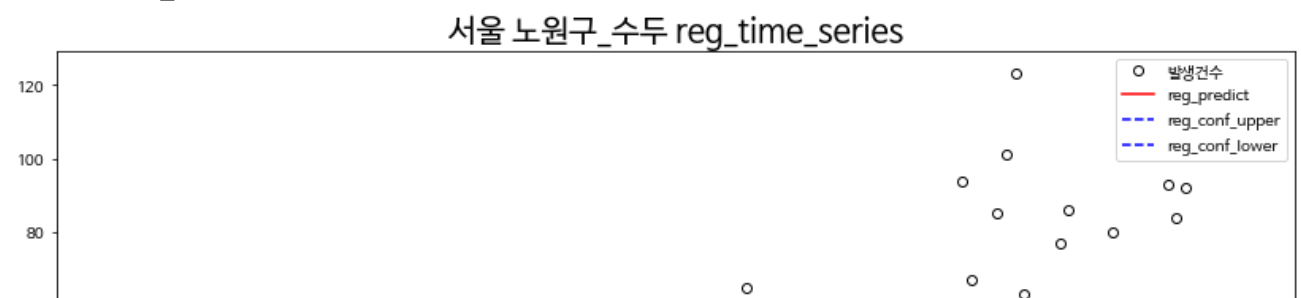 서울 노원구_수두 reg_time_series
발생건수
reg_predict
reg_conf_upper
reg_conf_lower
120
100
80